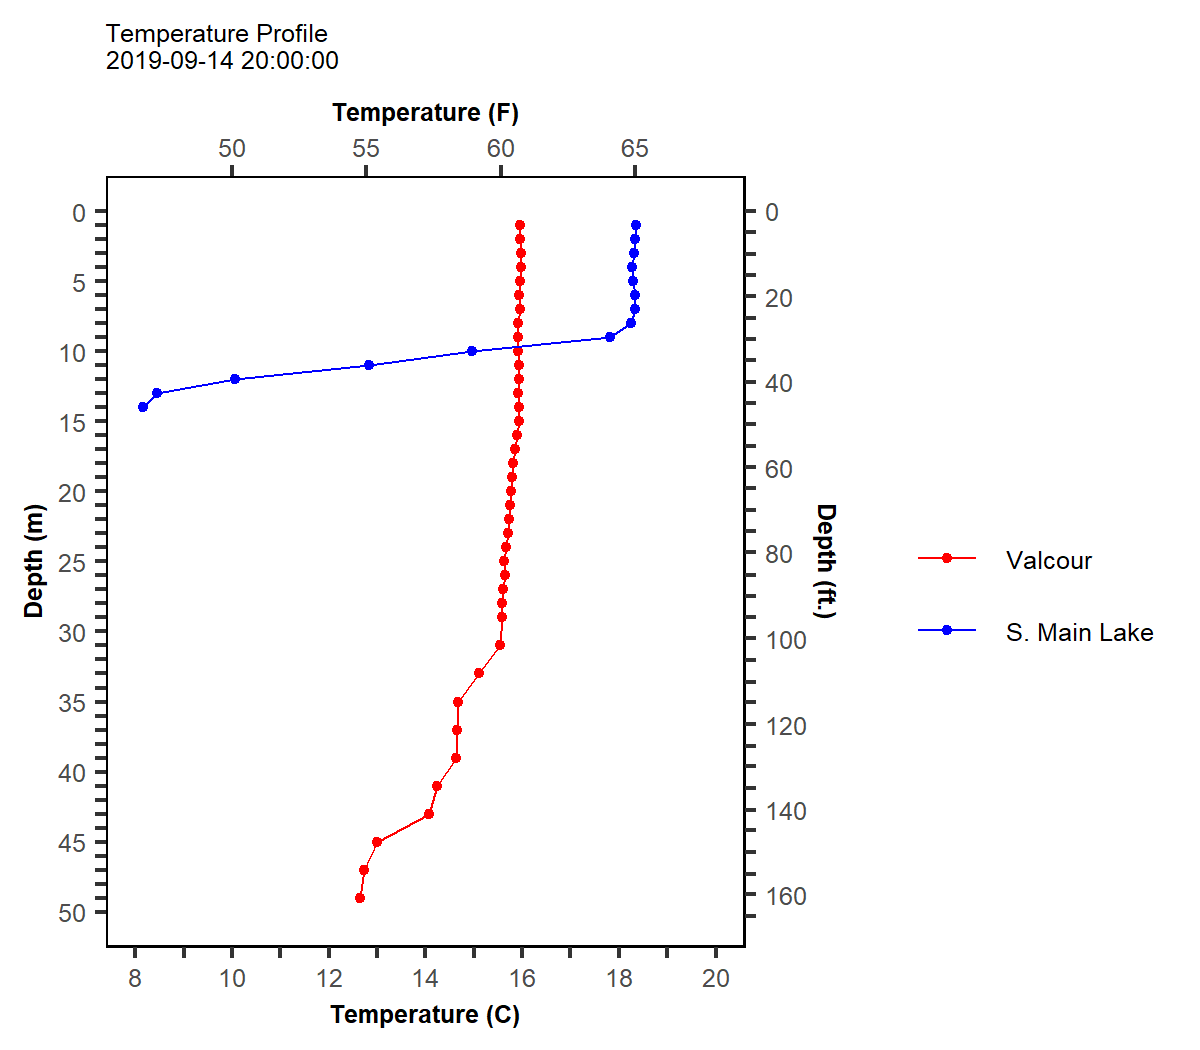 Temperature Profile
2019-09-14 20:00:00
Temperature (F)
50 55 60 65
0
5
10
15
20
25
30
35
40
45
50
Depth (m)
0
20
40
60
80
100
120
140
160
Depth (ft.)
8 10 12 14 16 18 20
Temperature (C)
Valcour
S. Main Lake